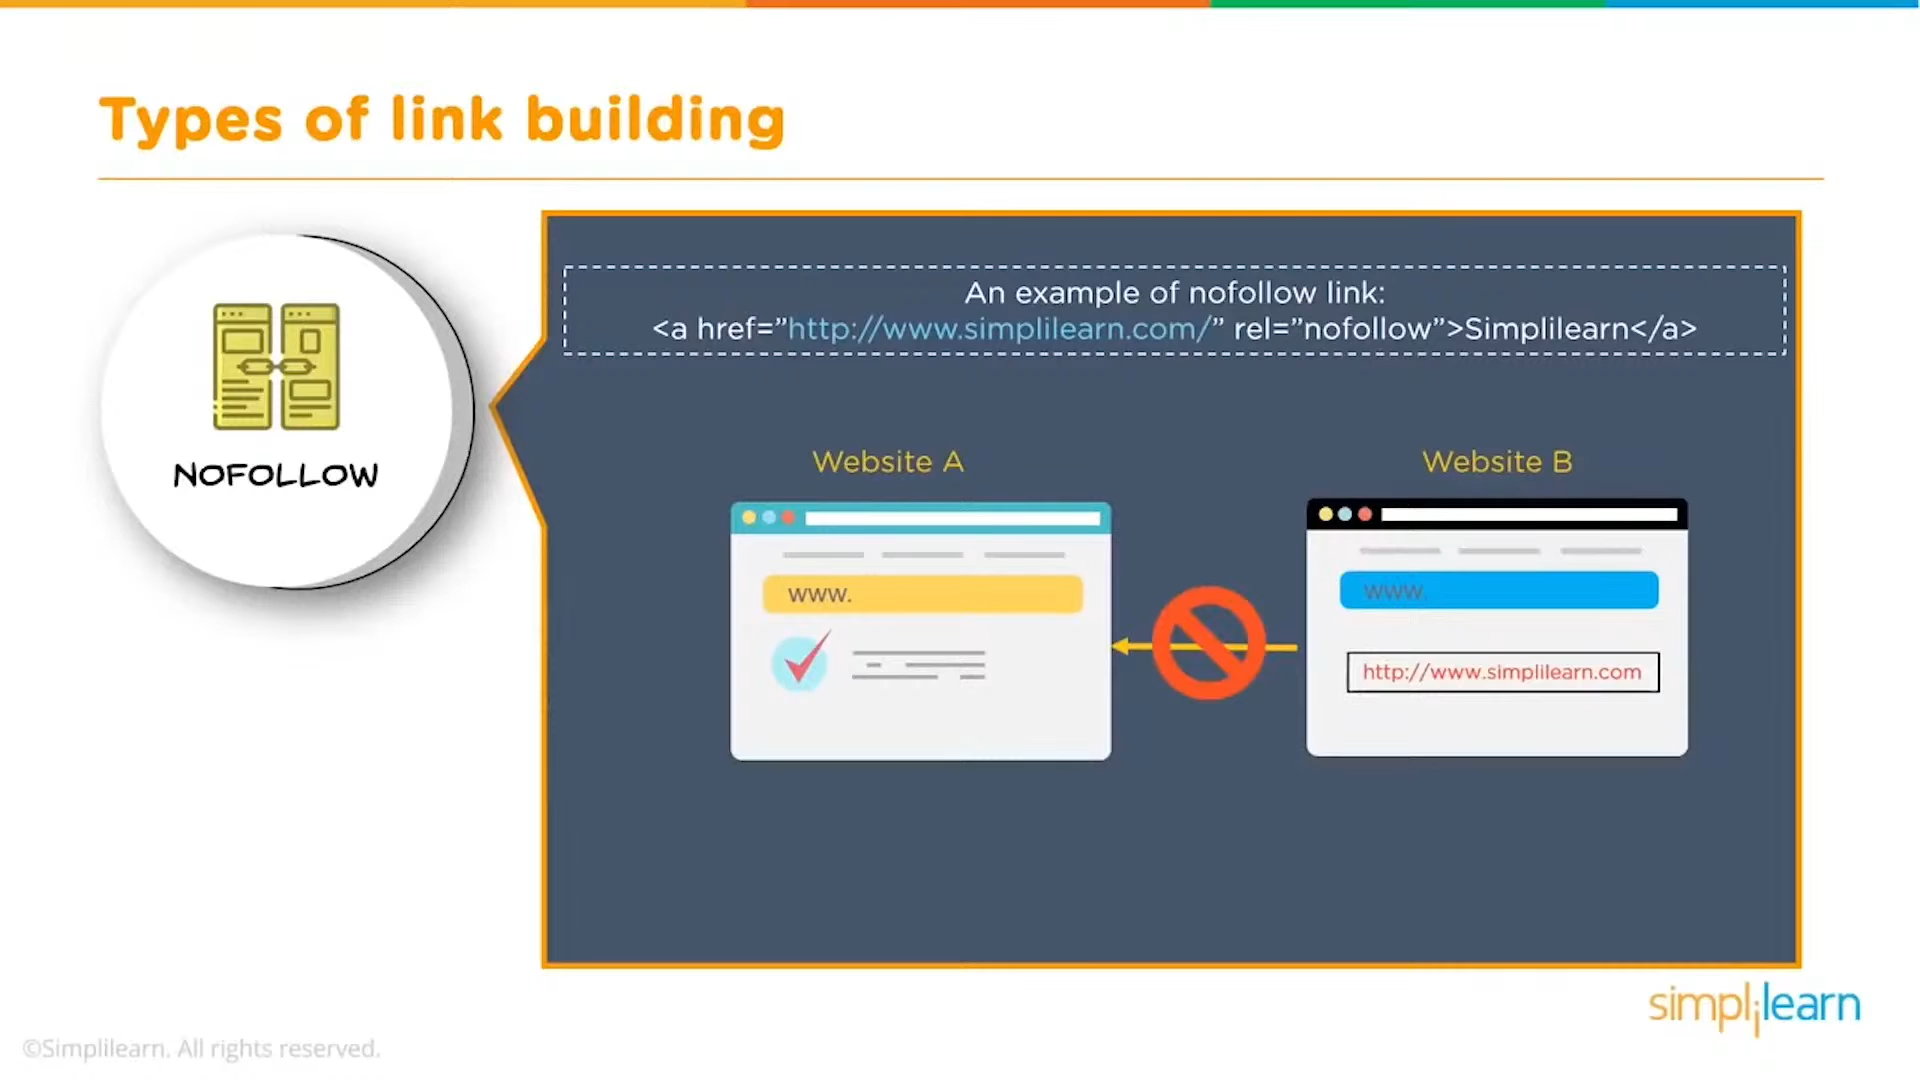 Types of link building
NOFOLLOW
An example of nofollow link:
<a href=”http://www.simplilearn.com/” rel=”nofollow”>Simplilearn</a>
Website A
Website B
www.
www.
http://www.simplilearn.com
simplilearn
©Simplilearn. All rights reserved.